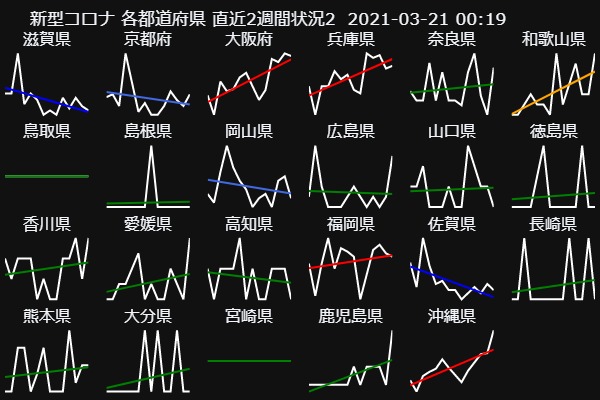 新型コロナ 各都道府県 直近2週間状況2 2021-03-21 00:19
滋賀県 京都府 大阪府 兵庫県 奈良県 和歌山県
鳥取県 島根県 岡山県 広島県 山口県 徳島県
香川県 愛媛県 高知県 福岡県 佐賀県 長崎県
熊本県 大分県 宮崎県 鹿児島県 沖縄県